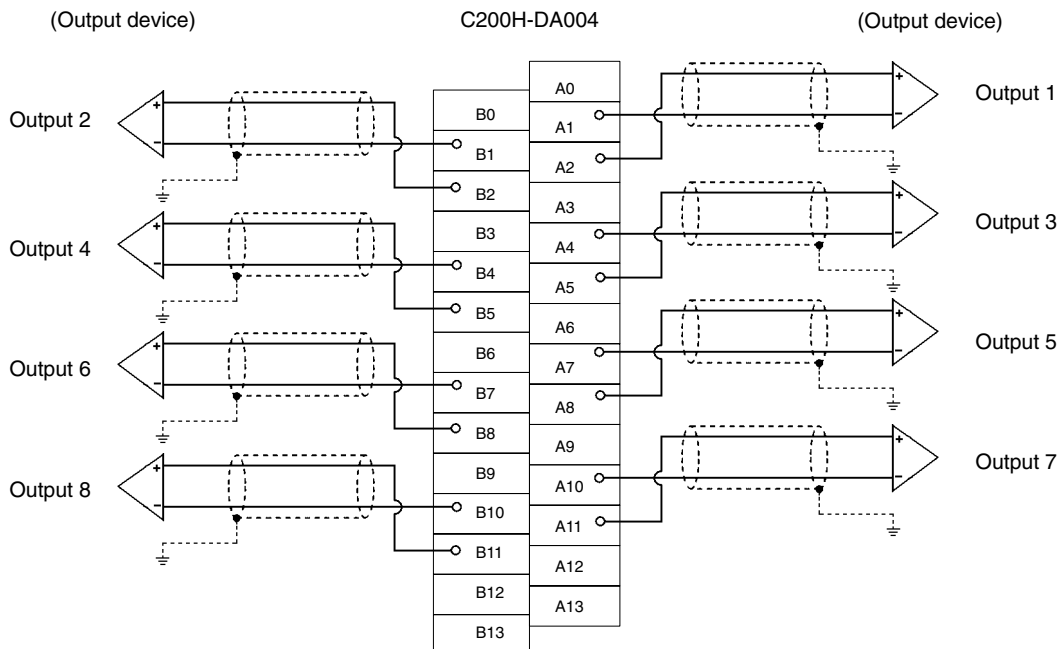 (Output device)
C200H-DA004
(Output device)
Output 2
+
−
Output 4
+
−
Output 6
+
−
Output 8
+
−
B0
B1
B2
B3
B4
B5
B6
B7
B8
B9
B10
B11
B12
B13
A0
A1
A2
A3
A4
A5
A6
A7
A8
A9
A10
A11
A12
A13
+
−
Output 1
+
−
Output 3
+
−
Output 5
+
−
Output 7